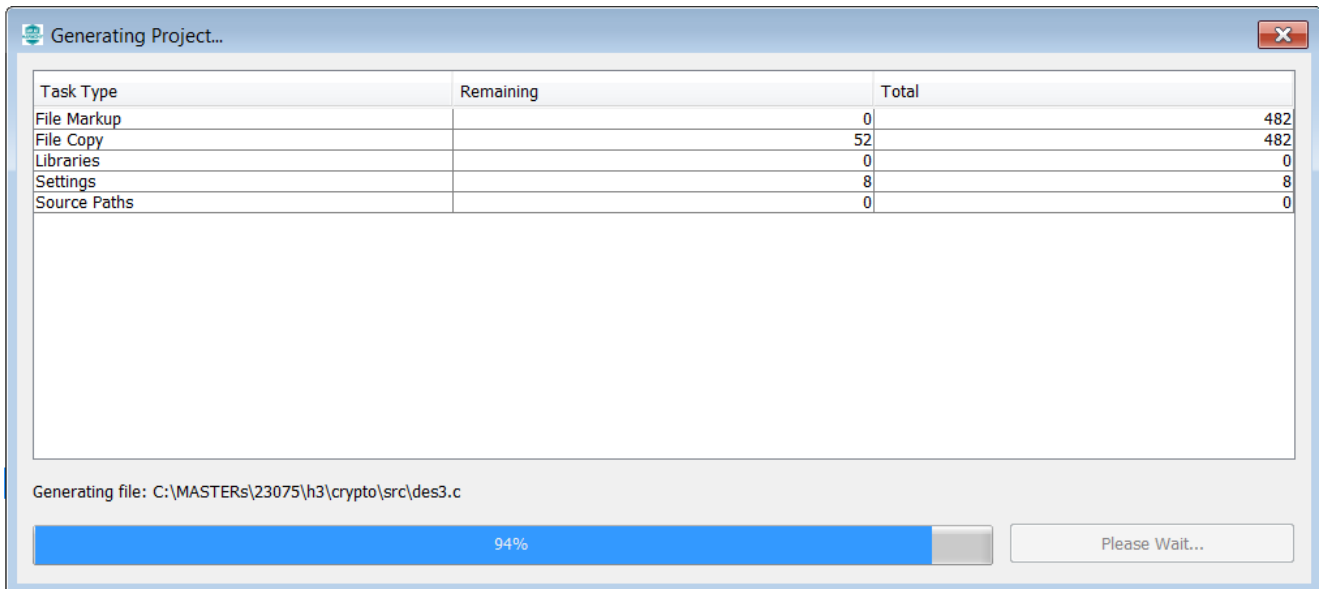 Generating Project...
Task Type Remaining Total
File Markup 0 482
File Copy 52 482
Libraries 0 0
Settings 8 8
Source Paths 0 0
Generating file: C:\MASTERs\23075\h3\crypto\src\des3.c
94% Please Wait...